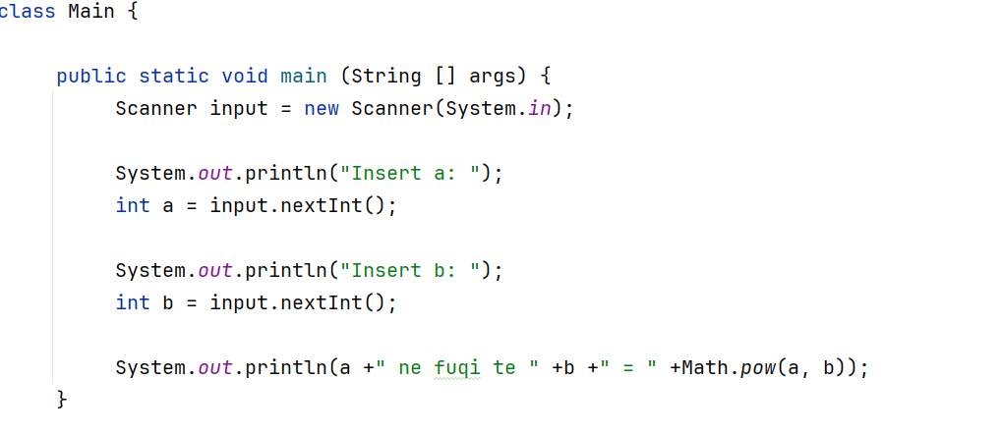 class Main {
public static void main (String [] args) {
Scanner input = new Scanner(System.in);
System.out.println("Insert a: ");
int a = input.nextInt();
System.out.println("Insert b: ");
int b = input.nextInt();
System.out.println(a +" ne fuqi te " +b +" = " +Math.pow(a, b));
}